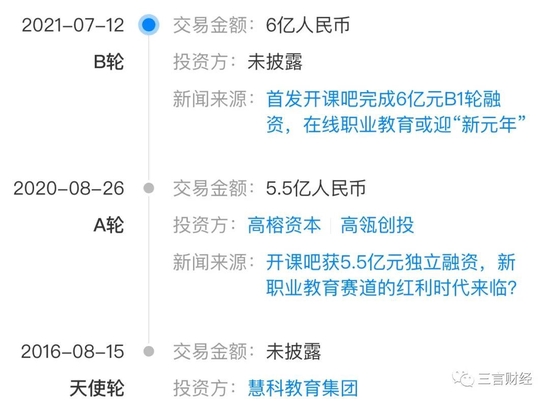 2021-07-12 交易金额：6亿人民币
B轮 投资方：未披露
新闻来源：首发开课吧完成6亿元B1轮融
资，在线职业教育或迎“新元年”
2020-08-26 交易金额：5.5亿人民币
A轮 投资方：高榕资本 高瓴创投
新闻来源：开课吧获5.5亿元独立融资，新
职业教育赛道的红利时代来临？
2016-08-15 交易金额：未披露
天使轮 投资方：慧科教育集团
三言财经